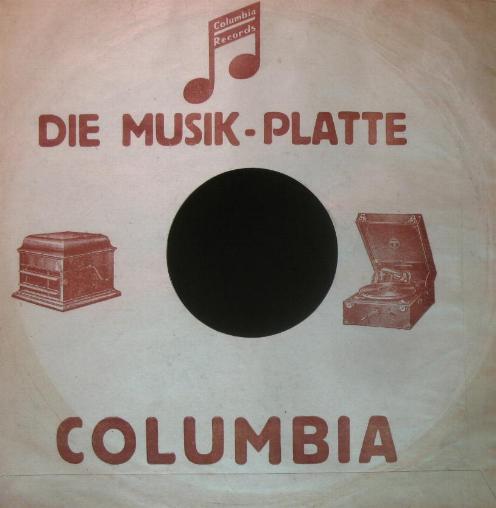 Columbia
Records
DIE MUSIK-PLATTE
COLUMBIA